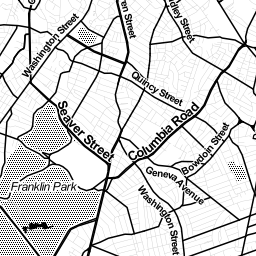 Washington Street
Quincy Street
Seaver Street
Columbia Road
Bowdoin Street
Geneva Avenue
Franklin Park
Washington Street